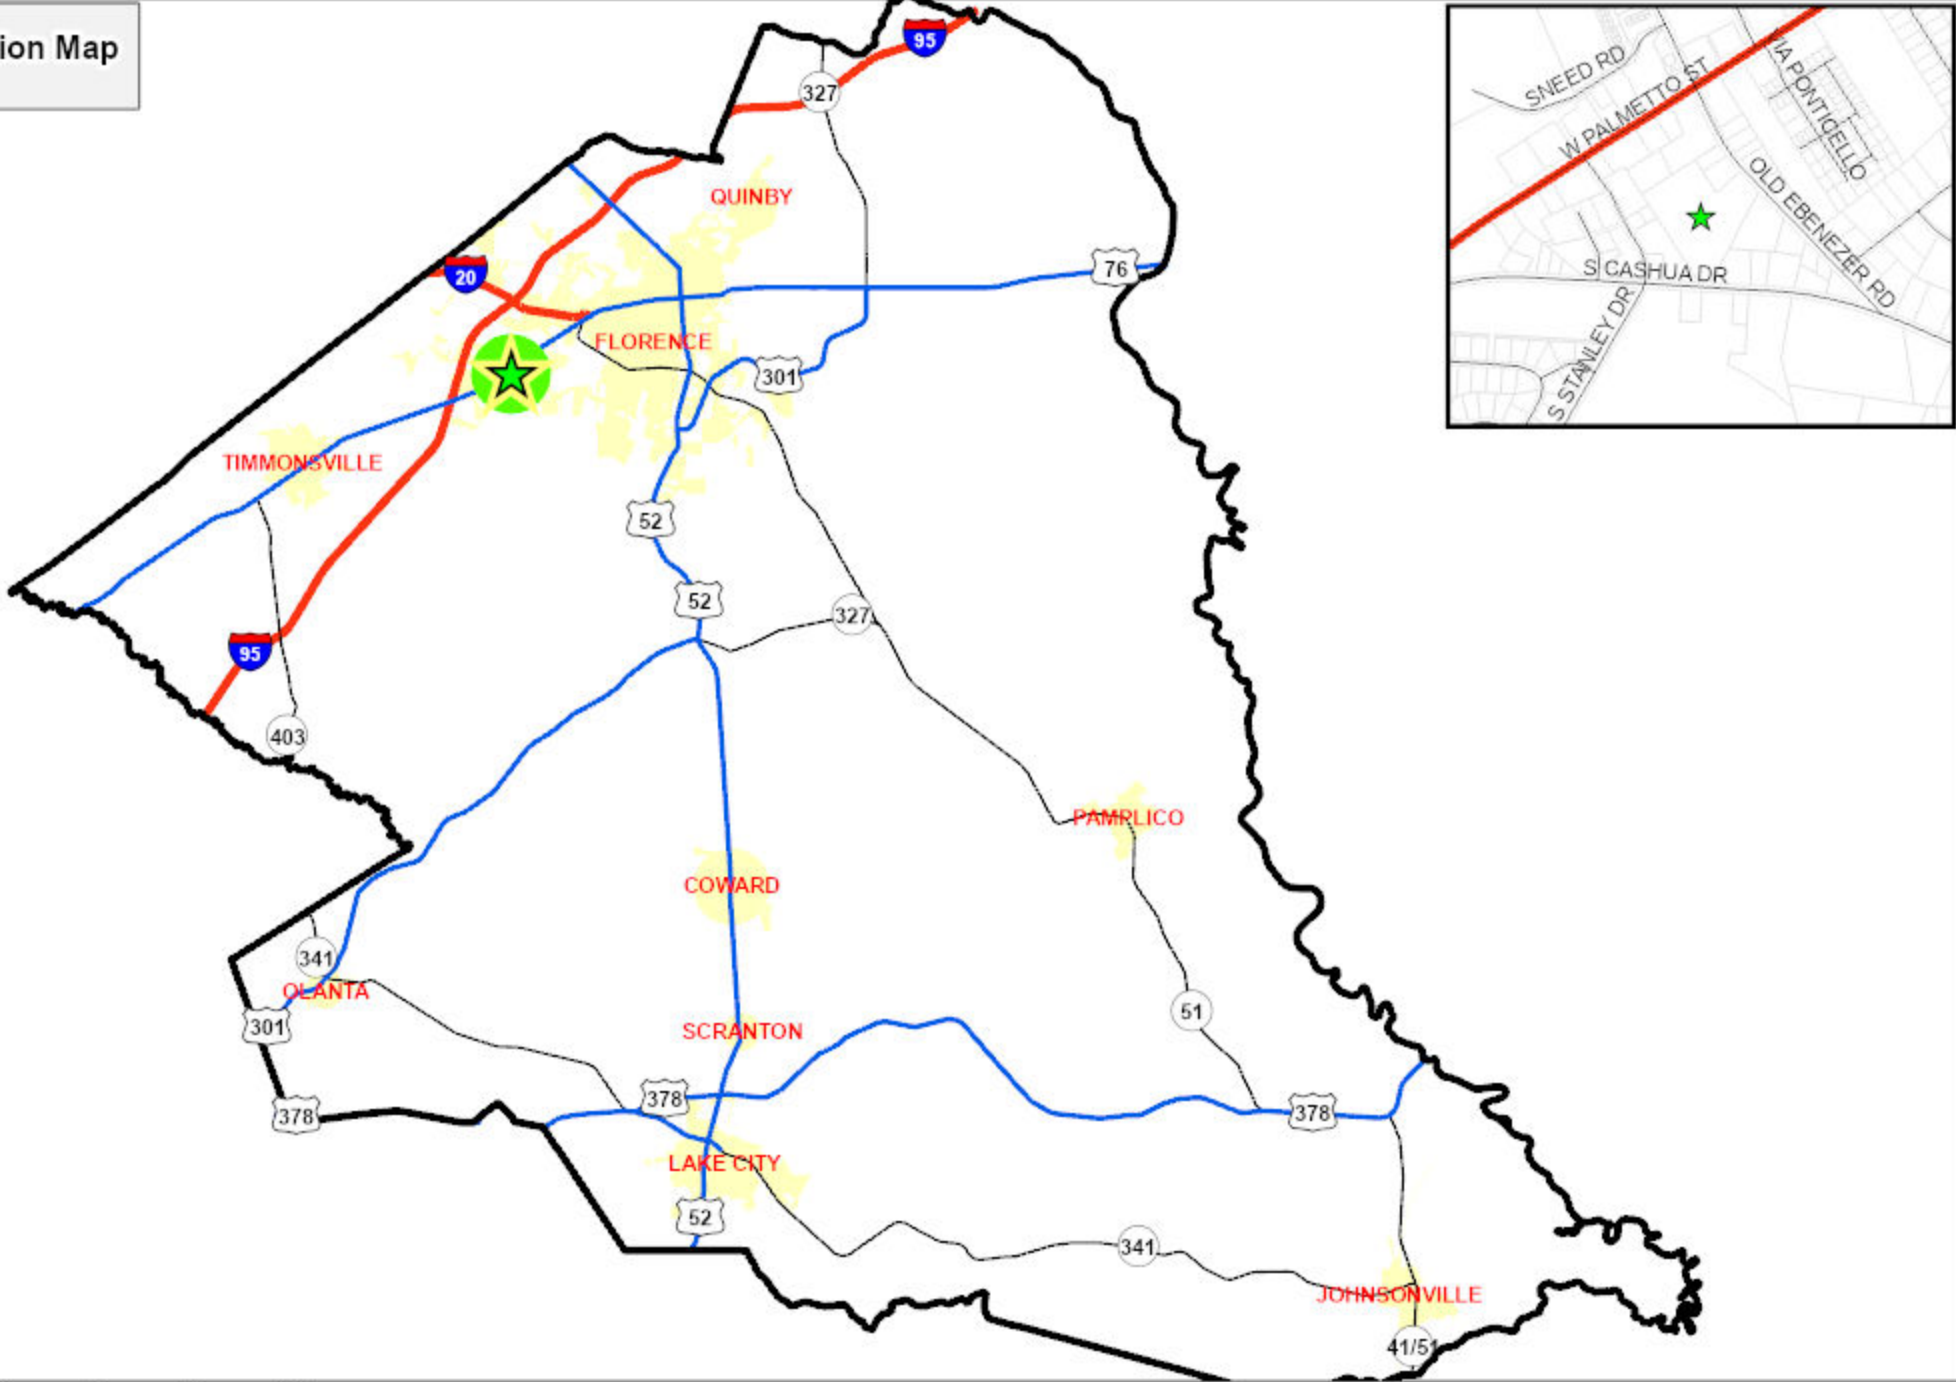 ion Map
95
327
QUINBY
20
76
FLORENCE
301
TIMMONSVILLE
52
52
327
95
403
PAMPLICO
COWARD
341
OLANTA
301
51
SCRANTON
378
378
378
LAKE CITY
52
341
JOHNSONVILLE
41/51
SNEED RD
W PALMETTO ST
VIA PONTICELLO
OLD EBENEZER RD
S CASHUA DR
S STANLEY DR